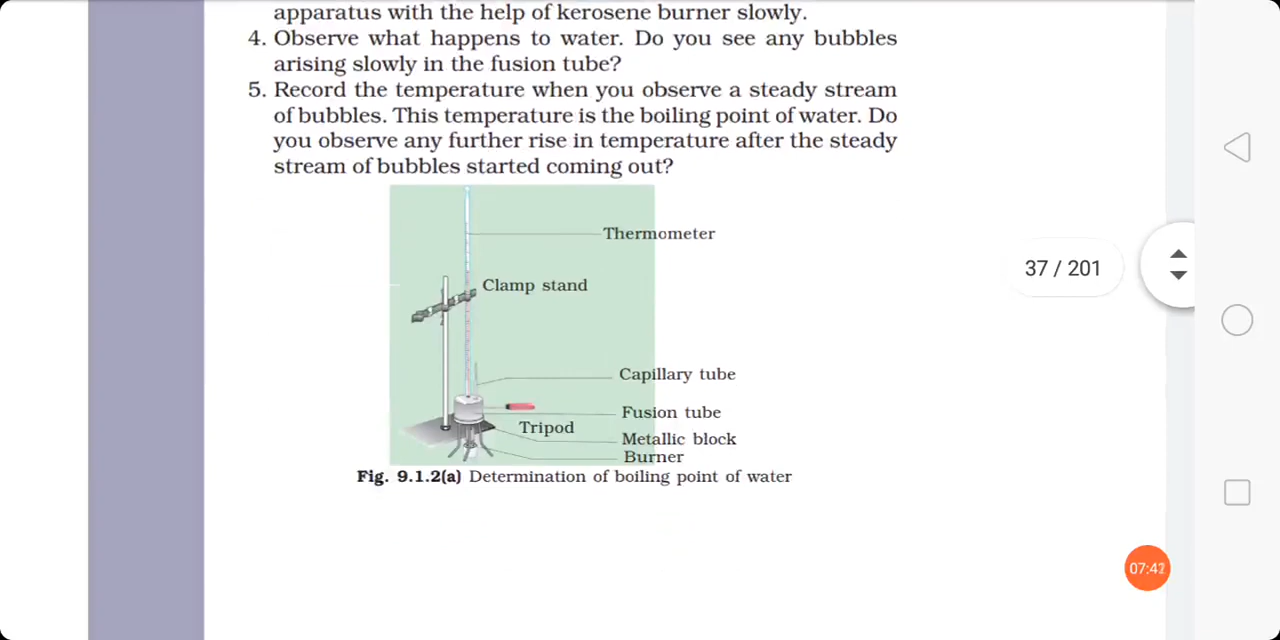 apparatus with the help of kerosene burner slowly.
4. Observe what happens to water. Do you see any bubbles
arising slowly in the fusion tube?
5. Record the temperature when you observe a steady stream
of bubbles. This temperature is the boiling point of water. Do
you observe any further rise in temperature after the steady
stream of bubbles started coming out?
Thermometer
37 / 201
Clamp stand
Capillary tube
Fusion tube
Tripod
Metallic block
Burner
Fig. 9.1.2(a) Determination of boiling point of water
07:42